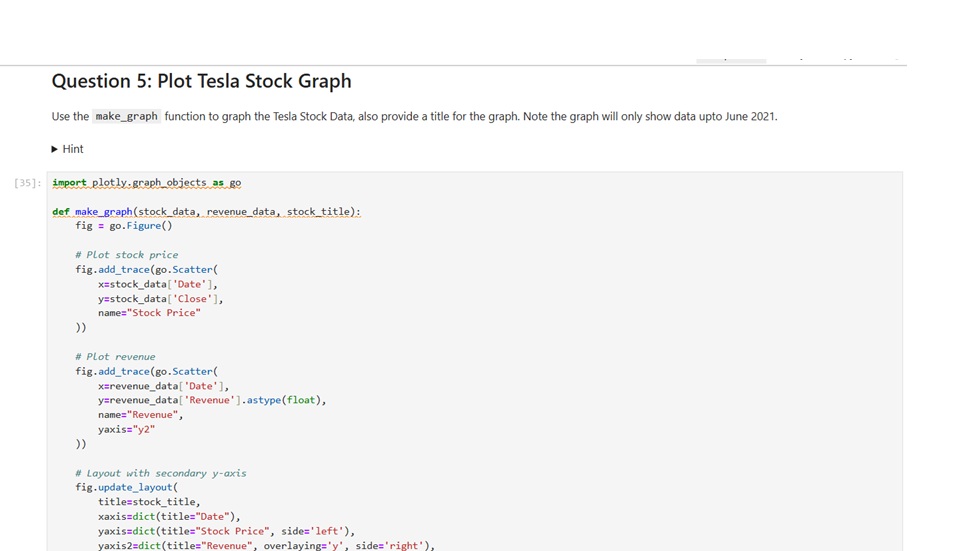 Question 5: Plot Tesla Stock Graph
Use the make_graph function to graph the Tesla Stock Data, also provide a title for the graph. Note the graph will only show data upto June 2021.
▶ Hint
[35]:
import plotly.graph_objects as go
def make_graph(stock_data, revenue_data, stock_title):
    fig = go.Figure()
    # Plot stock price
    fig.add_trace(go.Scatter(
        x=stock_data['Date'],
        y=stock_data['Close'],
        name="Stock Price"
    ))
    # Plot revenue
    fig.add_trace(go.Scatter(
        x=revenue_data['Date'],
        y=revenue_data['Revenue'].astype(float),
        name="Revenue",
        yaxis="y2"
    ))
    # Layout with secondary y-axis
    fig.update_layout(
        title=stock_title,
        xaxis=dict(title="Date"),
        yaxis=dict(title="Stock Price", side='left'),
        yaxis2=dict(title="Revenue", overlaying='y', side='right'),